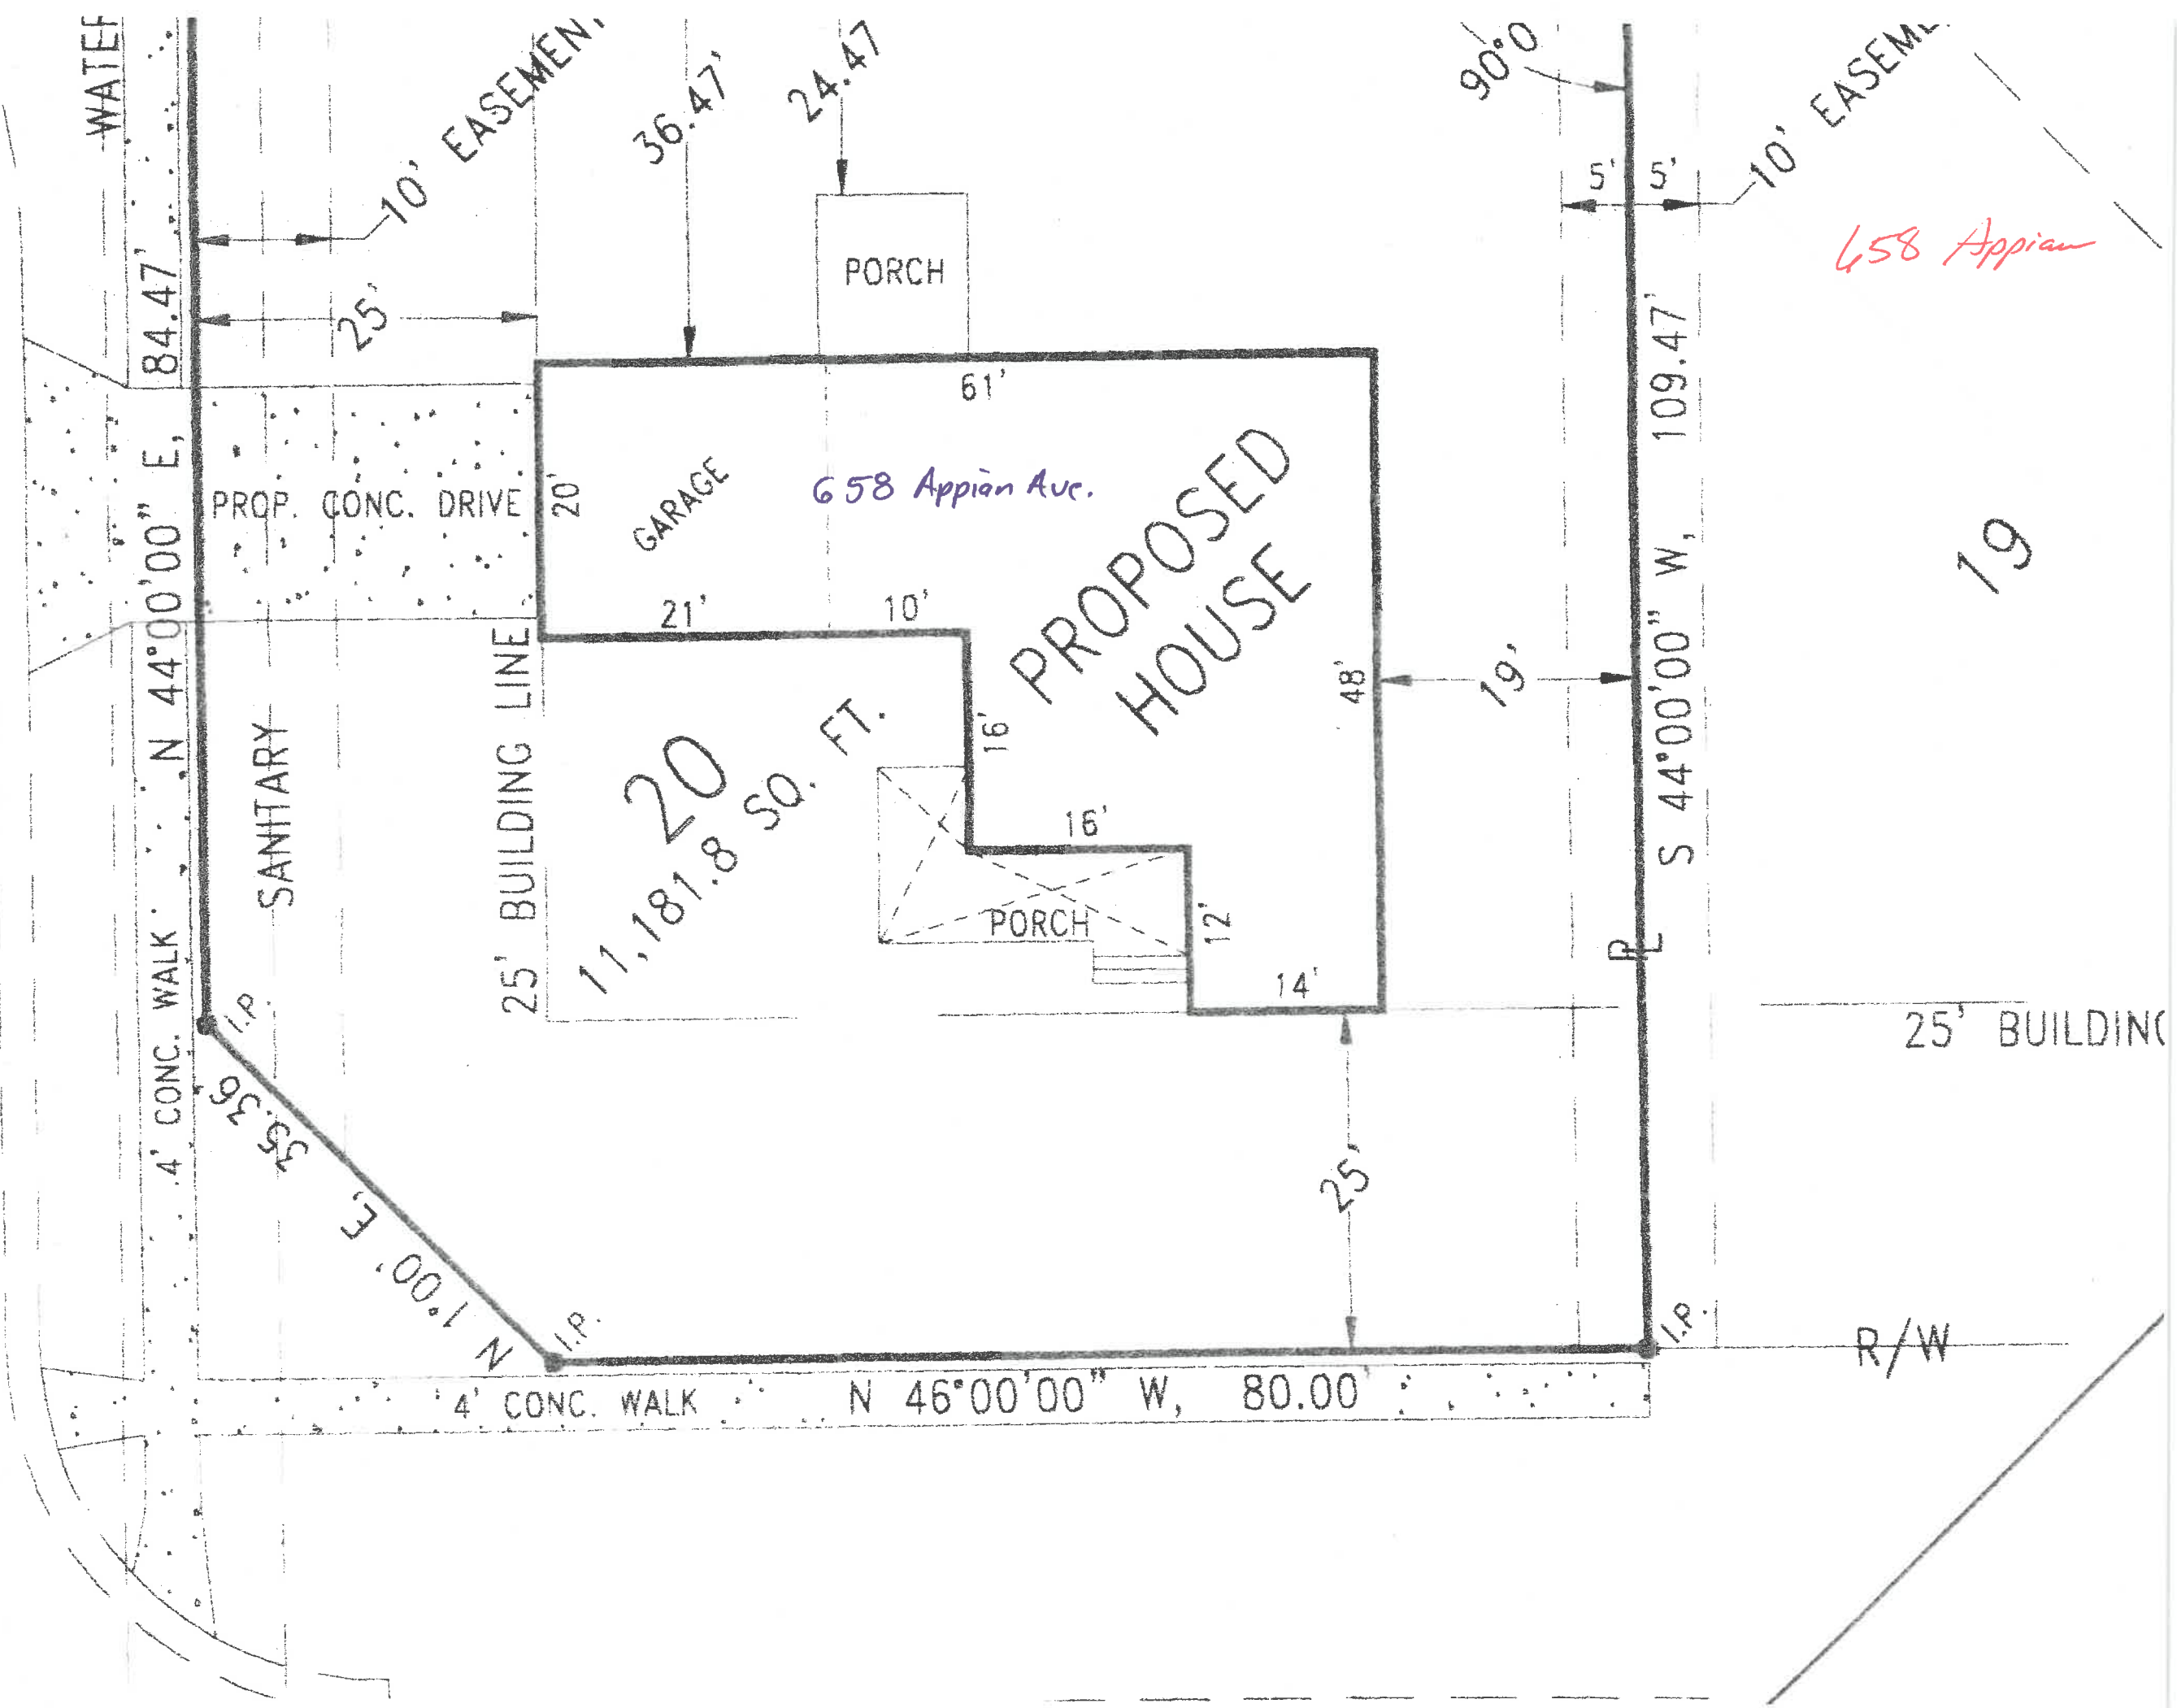 WATER
10' EASEMEN
36.47'
24.47
90°0
10' EASEME
5'
5'
658 Appian
84.47'
25'
PORCH
109.47'
61'
N 44°00'00" E,
PROP. CONC. DRIVE
20'
GARAGE
658 Appian Ave.
PROPOSED
HOUSE
19
21'
10'
25' BUILDING LINE
SANITARY
20
11,181.8 SQ. FT.
16'
48'
19'
S 44°00'00" W,
16'
PORCH
12'
14'
PL
25' BUILDING
4' CONC. WALK
I.P.
35.36'
N 1°00' E,
25'
I.P.
I.P.
R/W
4' CONC. WALK
N 46°00'00" W, 80.00'